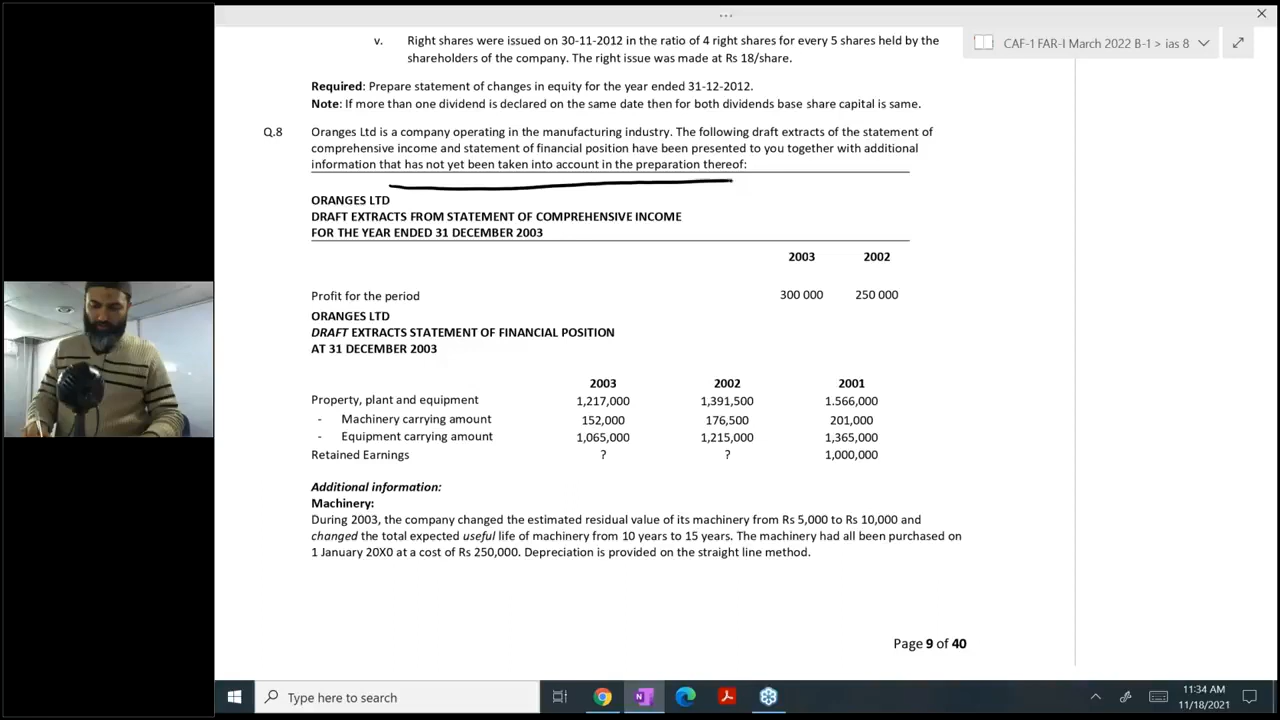 CAF-1 FAR-I March 2022 B-1 > ias 8
v. Right shares were issued on 30-11-2012 in the ratio of 4 right shares for every 5 shares held by the
shareholders of the company. The right issue was made at Rs 18/share.
Required: Prepare statement of changes in equity for the year ended 31-12-2012.
Note: If more than one dividend is declared on the same date then for both dividends base share capital is same.
Q.8 Oranges Ltd is a company operating in the manufacturing industry. The following draft extracts of the statement of
comprehensive income and statement of financial position have been presented to you together with additional
information that has not yet been taken into account in the preparation thereof:
ORANGES LTD
DRAFT EXTRACTS FROM STATEMENT OF COMPREHENSIVE INCOME
FOR THE YEAR ENDED 31 DECEMBER 2003
2003 2002
Profit for the period 300 000 250 000
ORANGES LTD
DRAFT EXTRACTS STATEMENT OF FINANCIAL POSITION
AT 31 DECEMBER 2003
2003 2002 2001
Property, plant and equipment 1,217,000 1,391,500 1.566,000
- Machinery carrying amount 152,000 176,500 201,000
- Equipment carrying amount 1,065,000 1,215,000 1,365,000
Retained Earnings ? ? 1,000,000
Additional information:
Machinery:
During 2003, the company changed the estimated residual value of its machinery from Rs 5,000 to Rs 10,000 and
changed the total expected useful life of machinery from 10 years to 15 years. The machinery had all been purchased on
1 January 20X0 at a cost of Rs 250,000. Depreciation is provided on the straight line method.
Page 9 of 40
Type here to search
11:34 AM
11/18/2021